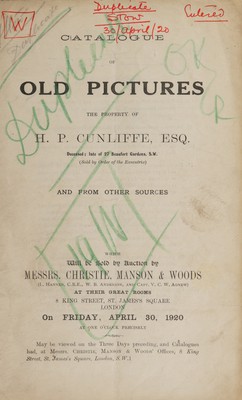 W
Duplicate
30/april/20
Entered
CATALOGUE
OF
OLD PICTURES
THE PROPERTY OF
H. P. CUNLIFFE, ESQ.
Deceased; late of 37 Beaufort Gardens, S.W.
(Sold by Order of the Executors)
AND FROM OTHER SOURCES
Duplicate
WHICH
Will be Sold by Auction by
MESSRS. CHRISTIE, MANSON & WOODS
(L. HANNEN, C.B.E., W. B. ANDERSON, AND CAPT. V. C. W. AGNEW)
AT THEIR GREAT ROOMS
8 KING STREET, ST. JAMES'S SQUARE
LONDON
On FRIDAY, APRIL 30, 1920
AT ONE O'CLOCK PRECISELY
May be viewed on the Three Days preceding, and Catalogues
had, at Messrs. CHRISTIE, MANSON & WOODS' Offices, 8 King
Street, St. James's Square, London, S.W.)